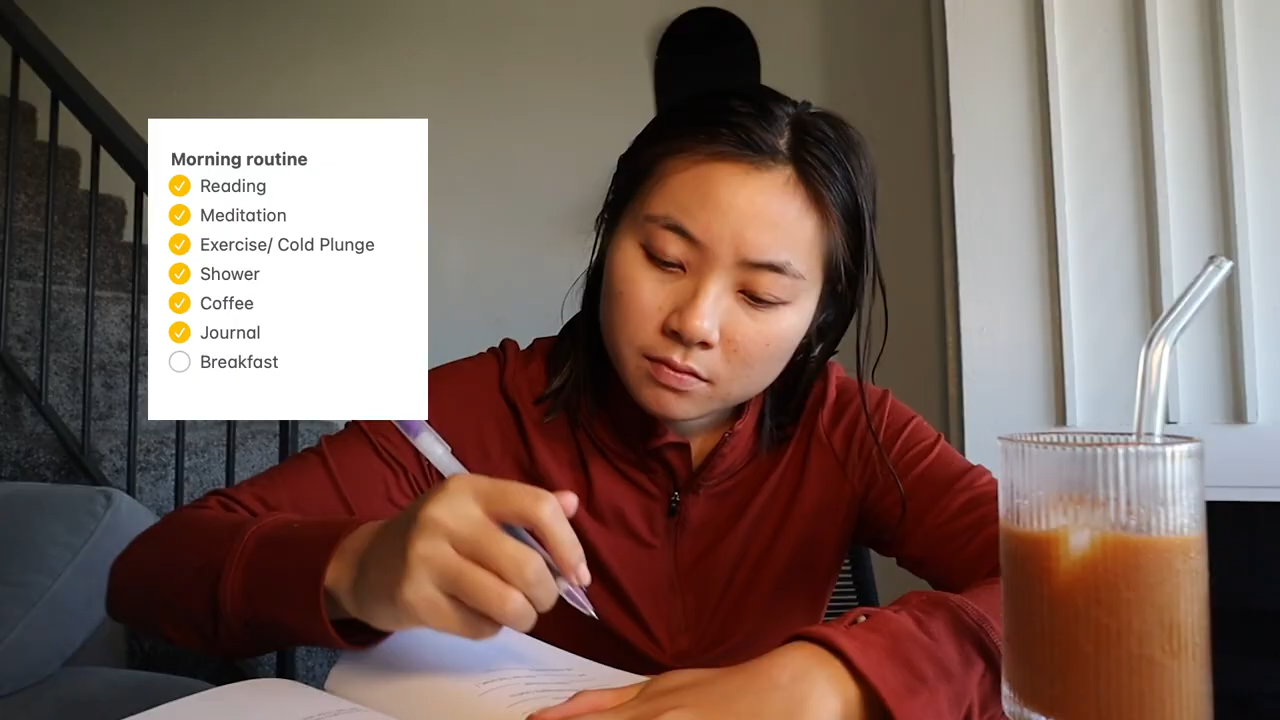 Morning routine
Reading
Meditation
Exercise/ Cold Plunge
Shower
Coffee
Journal
Breakfast